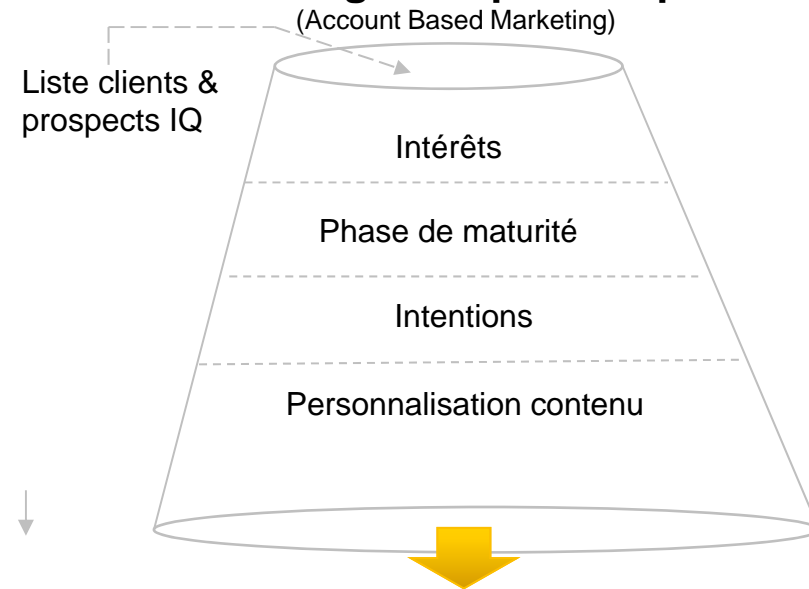 (Account Based Marketing)
Liste clients &
prospects IQ
Intérêts
Phase de maturité
Intentions
Personnalisation contenu